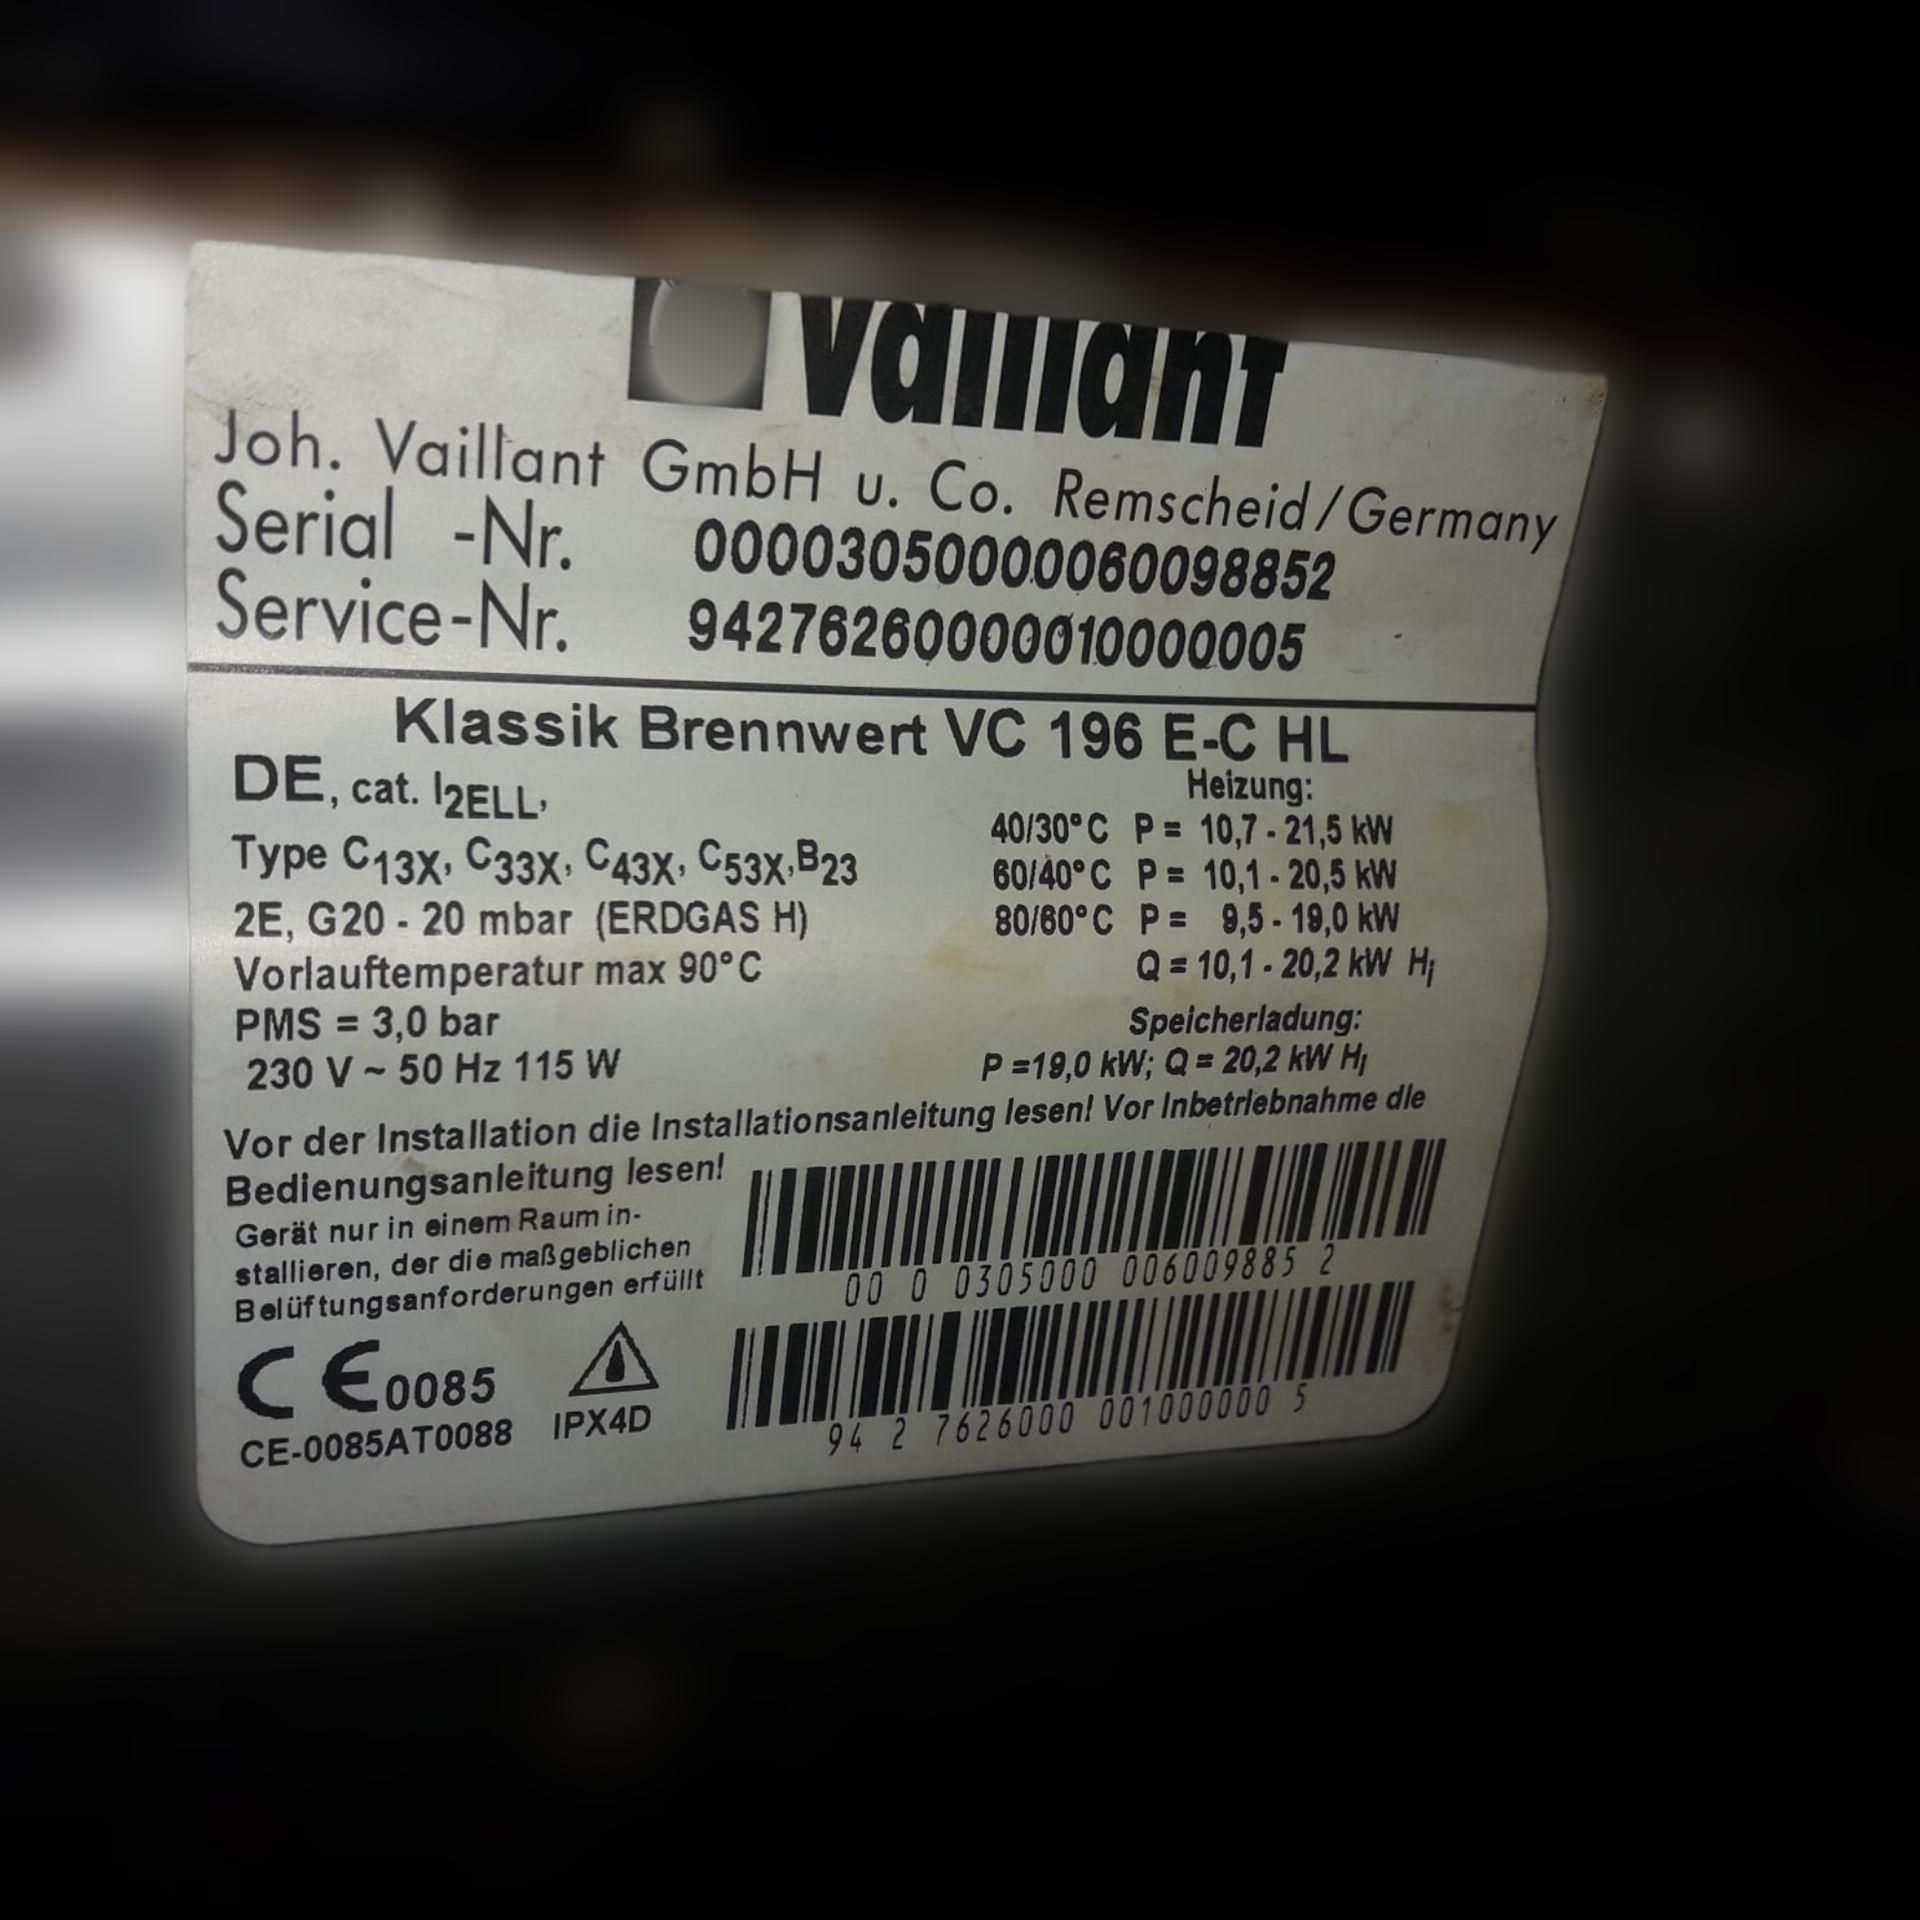 Vaillant
Joh. Vaillant GmbH u. Co. Remscheid/Germany
Serial -Nr. 00003050000060098852
Service-Nr. 94276260000010000005
Klassik Brennwert VC 196 E-C HL
DE, cat. I2ELL,
Heizung:
Type C13X, C33X, C43X, C53X,B23
40/30°C P = 10,7 - 21,5 kW
60/40°C P = 10,1 - 20,5 kW
2E, G20 - 20 mbar (ERDGAS H)
80/60°C P = 9,5 - 19,0 kW
Vorlauftemperatur max 90°C
Q = 10,1 - 20,2 kW Hi
PMS = 3,0 bar
Speicherladung:
230 V ~ 50 Hz 115 W
P =19,0 kW; Q = 20,2 kW Hi
Vor der Installation die Installationsanleitung lesen! Vor Inbetriebnahme die
Bedienungsanleitung lesen!
Gerät nur in einem Raum in-
stallieren, der die maßgeblichen
Belüftungsanforderungen erfüllt
00 0 0305000 006009885 2
CE 0085
CE-0085AT0088 IPX4D
94 2 7626000 001000000 5